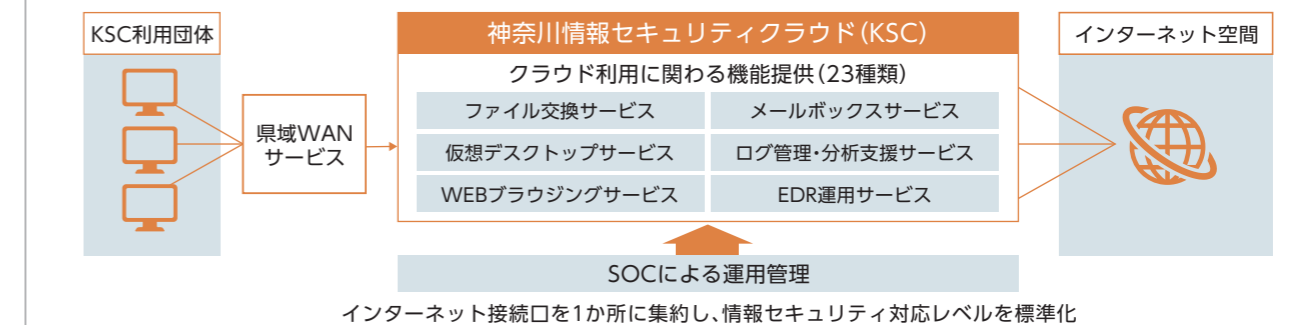 KSC利用団体
県域WAN
サービス
神奈川情報セキュリティクラウド(KSC)
クラウド利用に関わる機能提供(23種類)
ファイル交換サービス
メールボックスサービス
仮想デスクトップサービス
ログ管理・分析支援サービス
WEBブラウジングサービス
EDR運用サービス
インターネット空間
SOCによる運用管理
インターネット接続口を1か所に集約し、情報セキュリティ対応レベルを標準化